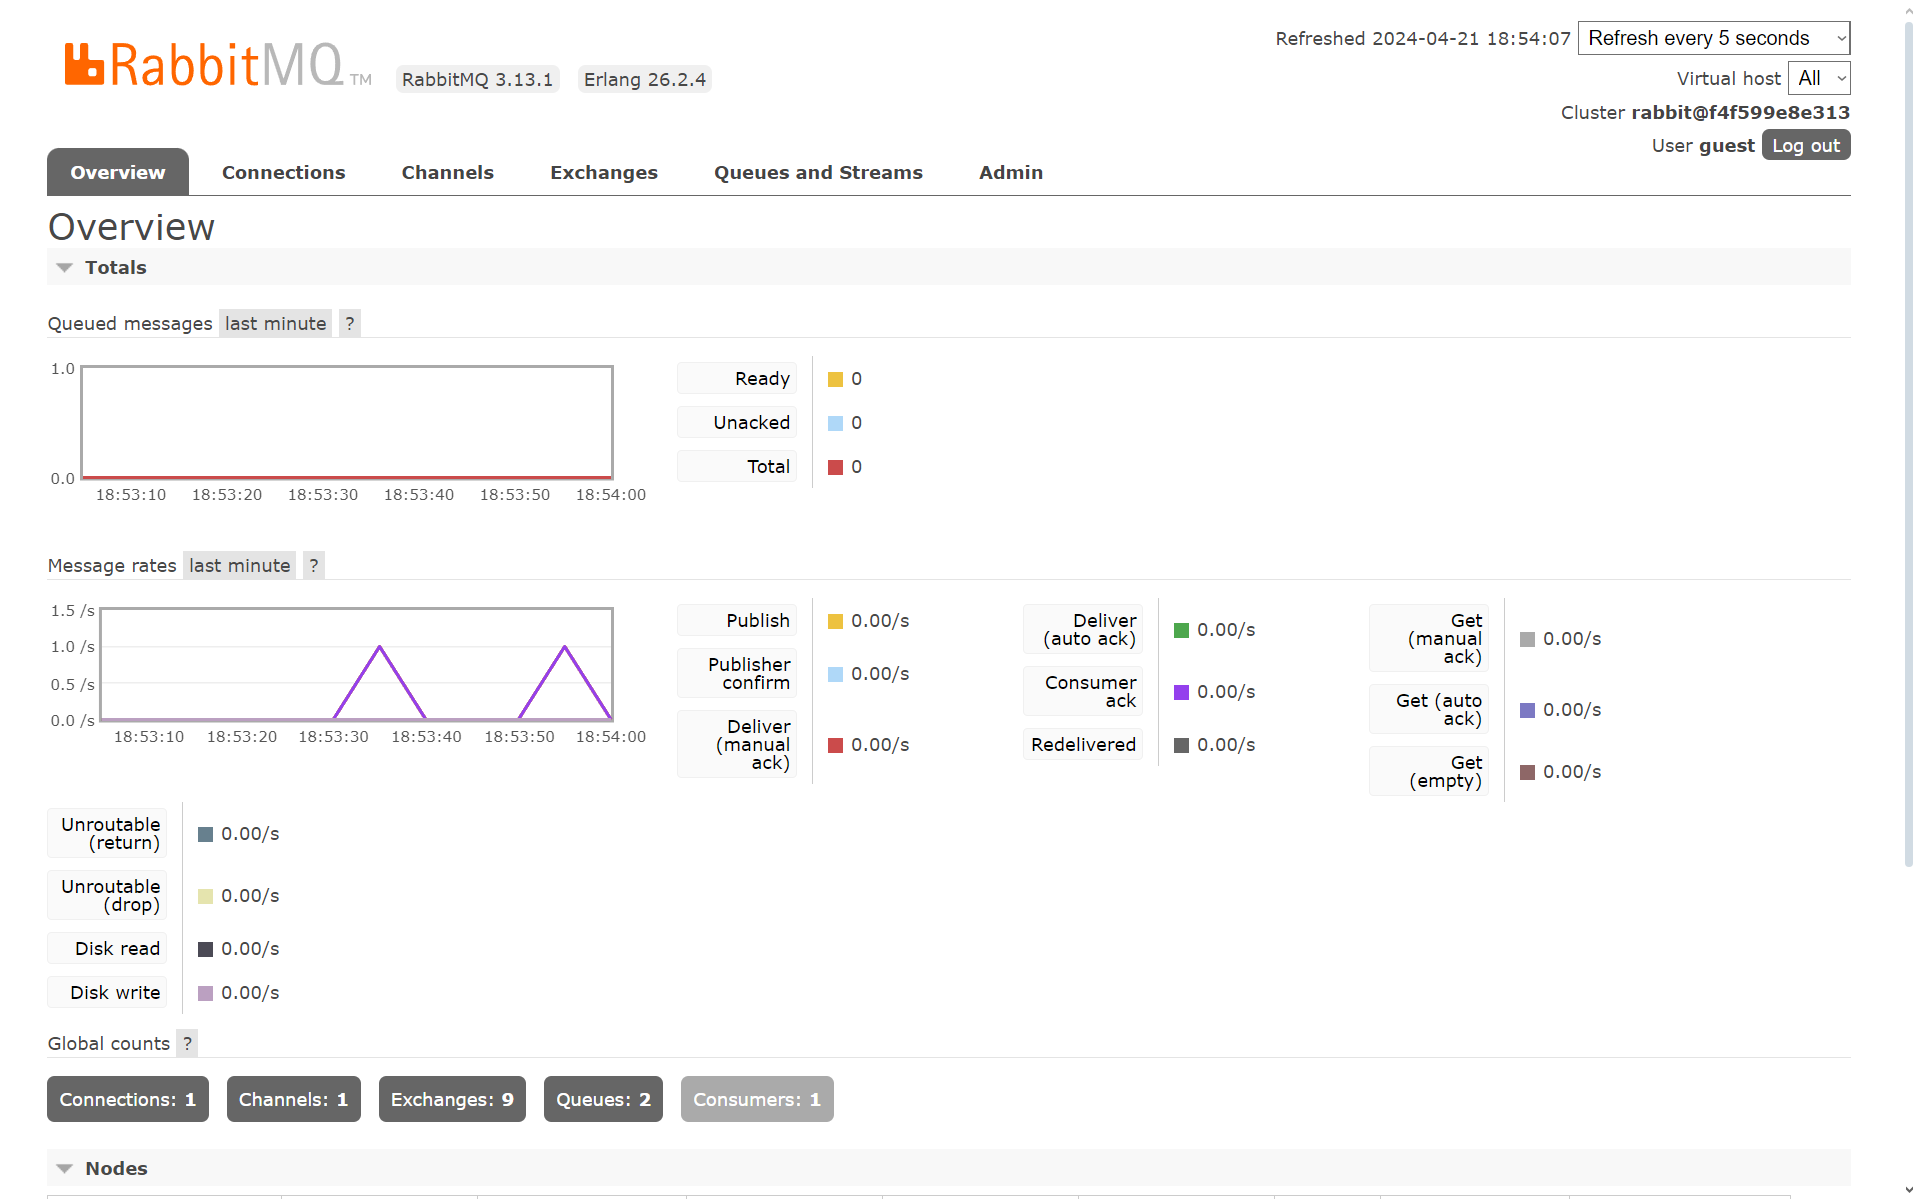 RabbitMQ TM
RabbitMQ 3.13.1 Erlang 26.2.4
Refreshed 2024-04-21 18:54:07 Refresh every 5 seconds
Virtual host All
Cluster rabbit@f4f599e8e313
User guest Log out
Overview Connections Channels Exchanges Queues and Streams Admin
Overview
Totals
Queued messages last minute ?
1.0
0.0
18:53:10 18:53:20 18:53:30 18:53:40 18:53:50 18:54:00
Ready 0
Unacked 0
Total 0
Message rates last minute ?
1.5 /s
1.0 /s
0.5 /s
0.0 /s
18:53:10 18:53:20 18:53:30 18:53:40 18:53:50 18:54:00
Publish 0.00/s
Publisher
confirm 0.00/s
Deliver
(manual
ack) 0.00/s
Deliver
(auto ack) 0.00/s
Consumer
ack 0.00/s
Redelivered 0.00/s
Get
(manual
ack) 0.00/s
Get (auto
ack) 0.00/s
Get
(empty) 0.00/s
Unroutable
(return) 0.00/s
Unroutable
(drop) 0.00/s
Disk read 0.00/s
Disk write 0.00/s
Global counts ?
Connections: 1 Channels: 1 Exchanges: 9 Queues: 2 Consumers: 1
Nodes